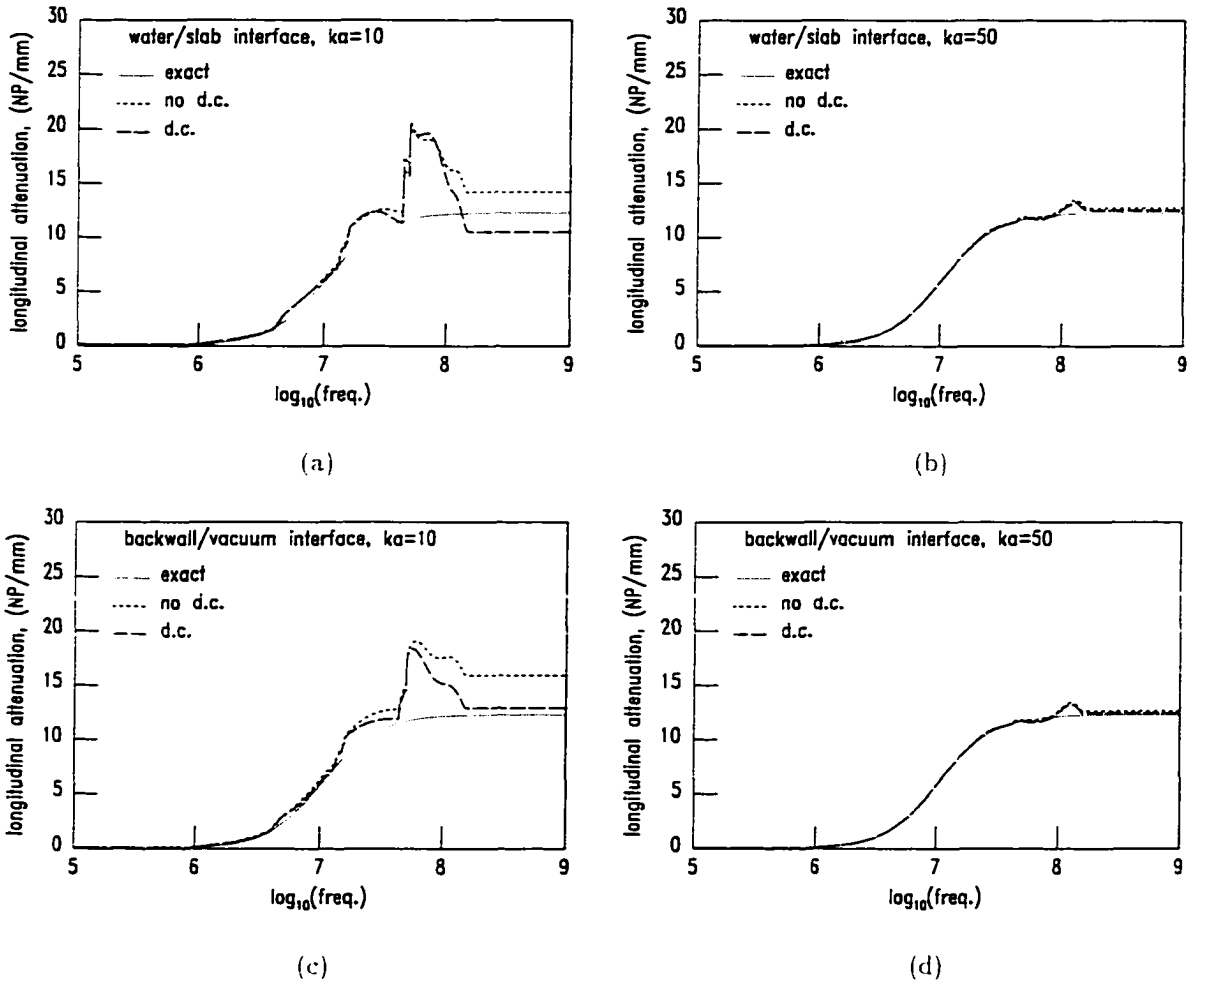 30
25
20
15
10
5
0
longitudinal attenuation, (NP/mm)
water/slab interface, ka=10
exact
no d.c.
d.c.
5 6 7 8 9
log10(freq.)
(a)
30
25
20
15
10
5
0
longitudinal attenuation, (NP/mm)
water/slab interface, ka=50
exact
no d.c.
d.c.
5 6 7 8 9
log10(freq.)
(b)
30
25
20
15
10
5
0
longitudinal attenuation, (NP/mm)
backwall/vacuum interface, ka=10
exact
no d.c.
d.c.
5 6 7 8 9
log10(freq.)
(c)
30
25
20
15
10
5
0
longitudinal attenuation, (NP/mm)
backwall/vacuum interface, ka=50
exact
no d.c.
d.c.
5 6 7 8 9
log10(freq.)
(d)